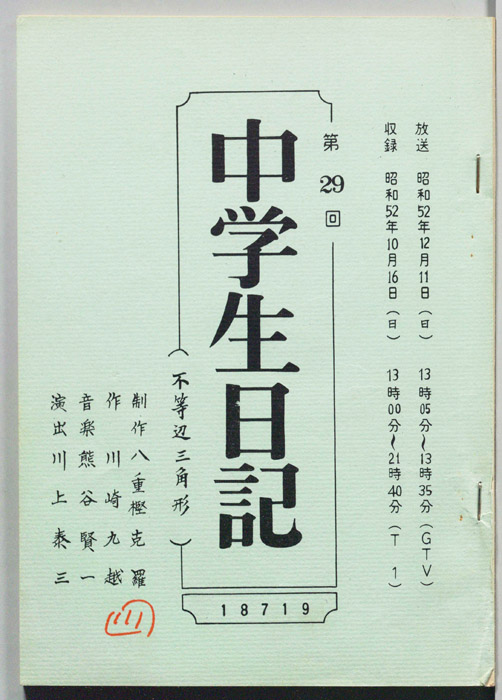 放送 昭和52年12月11日(日) 13時05分～13時35分(GTV)
収録 昭和52年10月16日(日) 13時00分～21時40分(T1)
第29回
中学生日記
(不等辺三角形)
制作 八重樫克羅
作 川崎九越
音楽 熊谷賢一
演出 川上泰三
18719